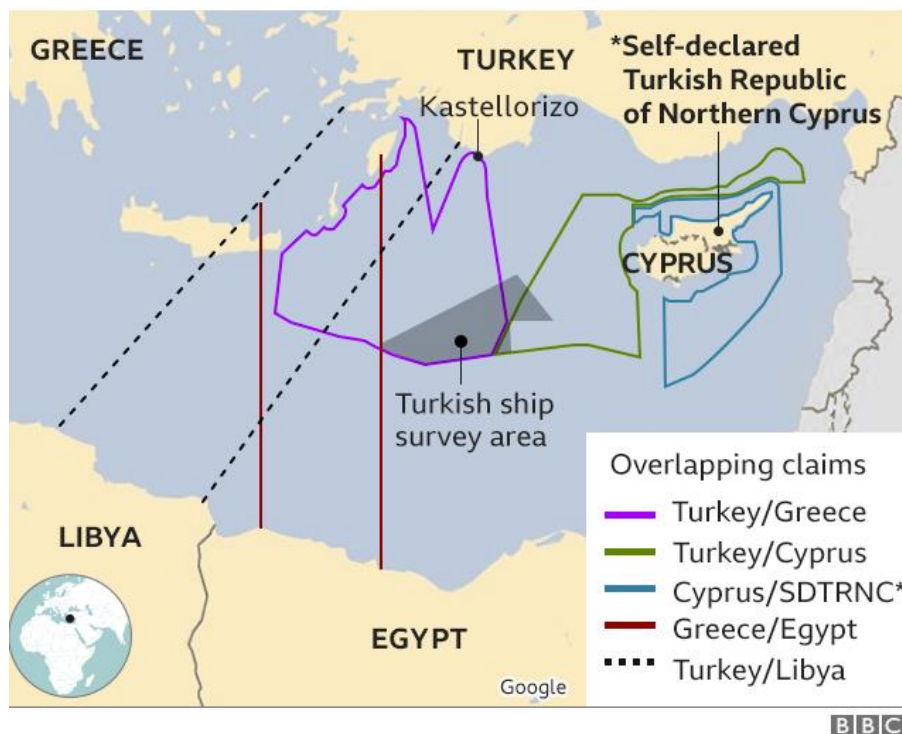 GREECE
TURKEY
*Self-declared
Turkish Republic
of Northern Cyprus
Kastellorizo
CYPRUS
Turkish ship
survey area
LIBYA
EGYPT
Google
Overlapping claims
Turkey/Greece
Turkey/Cyprus
Cyprus/SDTRNC*
Greece/Egypt
Turkey/Libya
BBC